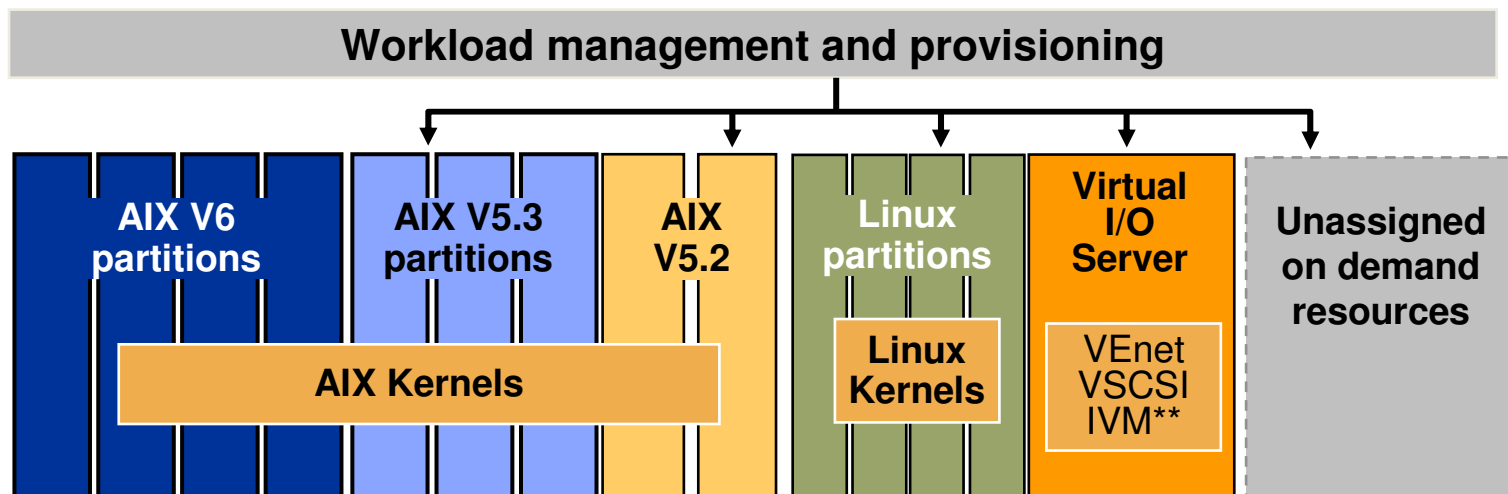 Workload management and provisioning
AIX V6
partitions
AIX V5.3
partitions
AIX
V5.2
Linux
partitions
Virtual
I/O
Server
Unassigned
on demand
resources
AIX Kernels
Linux
Kernels
VEnet
VSCSI
IVM**